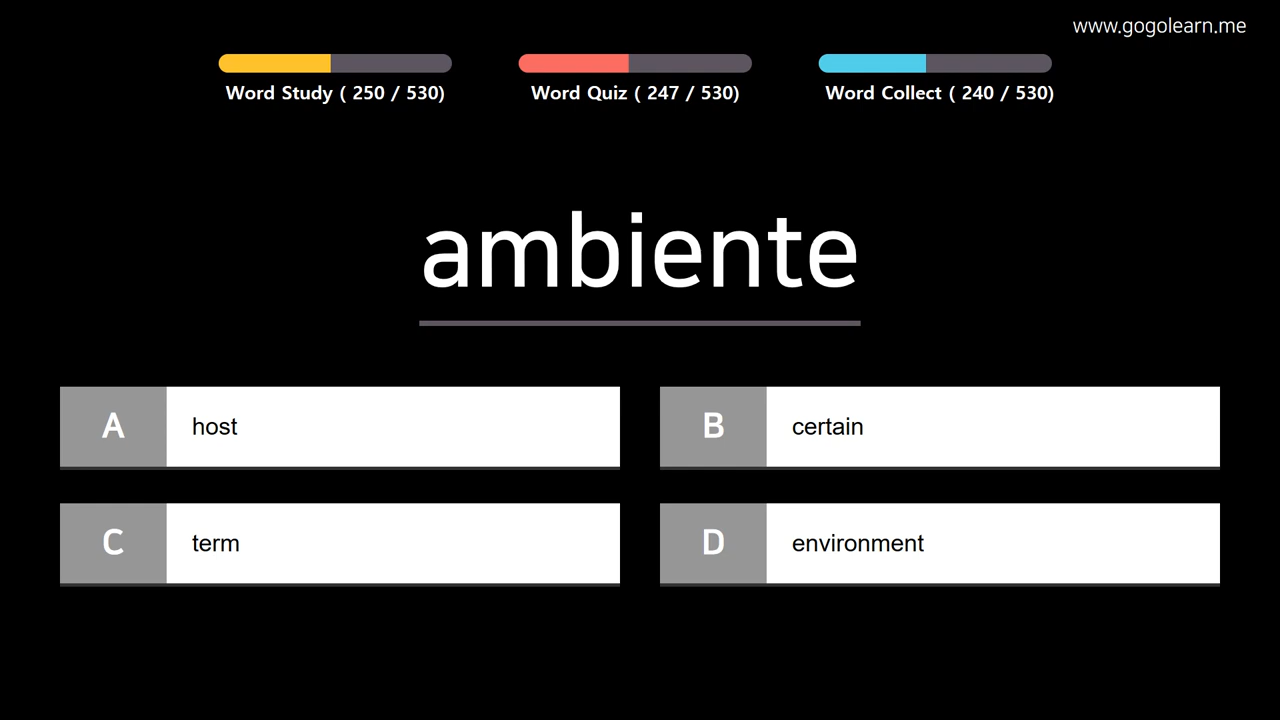 www.gogolearn.me
Word Study ( 250 / 530)
Word Quiz ( 247 / 530)
Word Collect ( 240 / 530)
ambiente
A host
B certain
C term
D environment